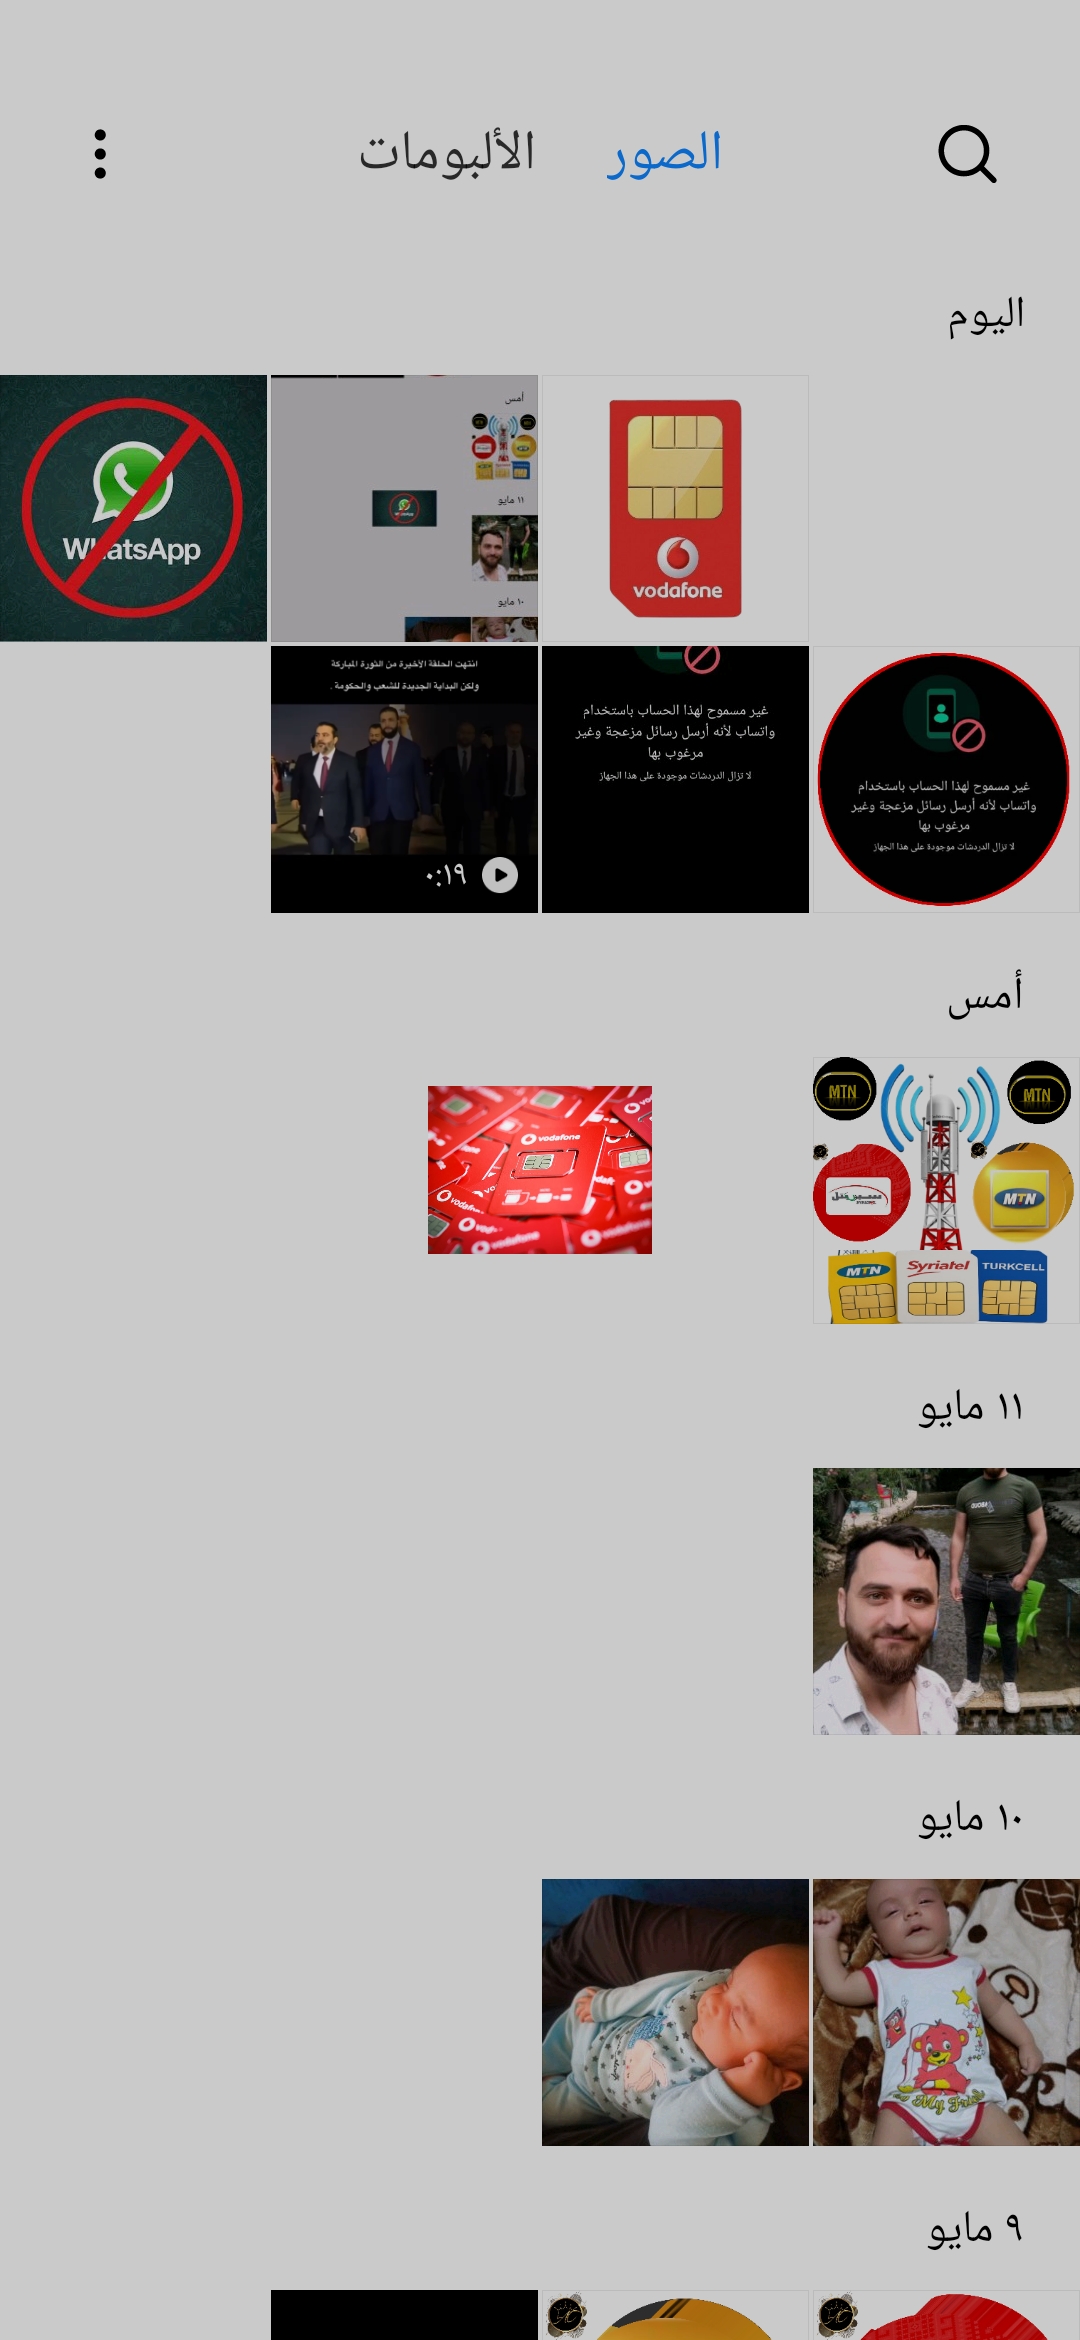 الصور
الألبومات
اليوم
vodafone
أمس
١١ مايو
١٠ مايو
WhatsApp
غير مسموح لهذا الحساب باستخدام
واتساب لأنه أرسل رسائل مزعجة وغير
مرغوب بها
لا تزال الدردشات موجودة على هذا الجهاز
غير مسموح لهذا الحساب باستخدام
واتساب لأنه أرسل رسائل مزعجة وغير
مرغوب بها
لا تزال الدردشات موجودة على هذا الجهاز
انتهت الحلقة الأخيرة من الثورة المباركة
ولكن البداية الجديدة للشعب والحكومة .
٠:١٩
أمس
MTN
MTN
سيريتل
MTN
MTN
Syriatel
TURKCELL
vodafone
vodafone
١١ مايو
١٠ مايو
My
٩ مايو